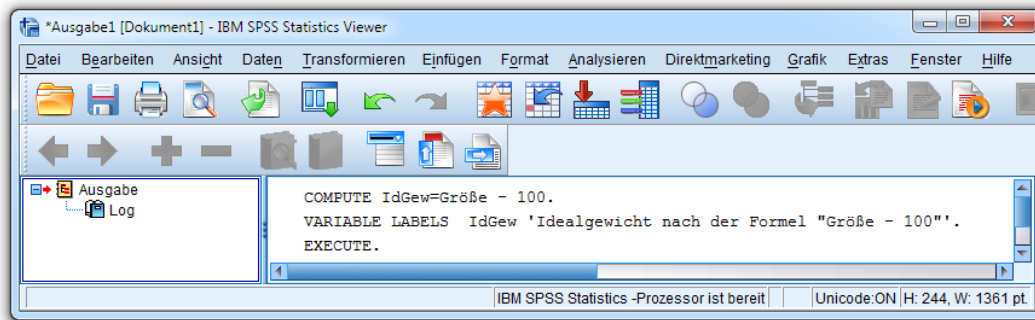 *Ausgabe1 [Dokument1] - IBM SPSS Statistics Viewer
Datei Bearbeiten Ansicht Daten Transformieren Einfügen Format Analysieren Direktmarketing Grafik Extras Fenster Hilfe
Ausgabe
Log
COMPUTE IdGew=Größe - 100.
VARIABLE LABELS  IdGew 'Idealgewicht nach der Formel "Größe - 100"'.
EXECUTE.
IBM SPSS Statistics -Prozessor ist bereit Unicode:ON H: 244, W: 1361 pt.